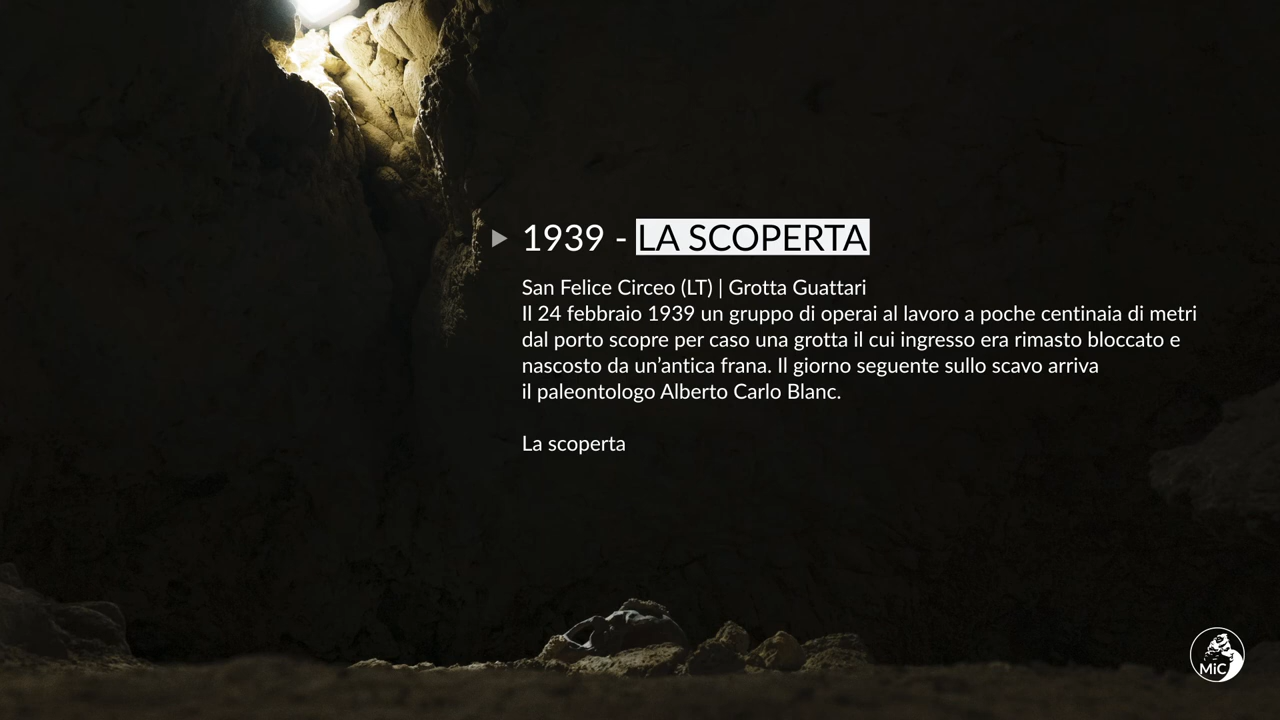 1939 - LA SCOPERTA
San Felice Circeo (LT) | Grotta Guattari
Il 24 febbraio 1939 un gruppo di operai al lavoro a poche centinaia di metri
dal porto scopre per caso una grotta il cui ingresso era rimasto bloccato e
nascosto da un’antica frana. Il giorno seguente sullo scavo arriva
il paleontologo Alberto Carlo Blanc.
La scoperta
MiC